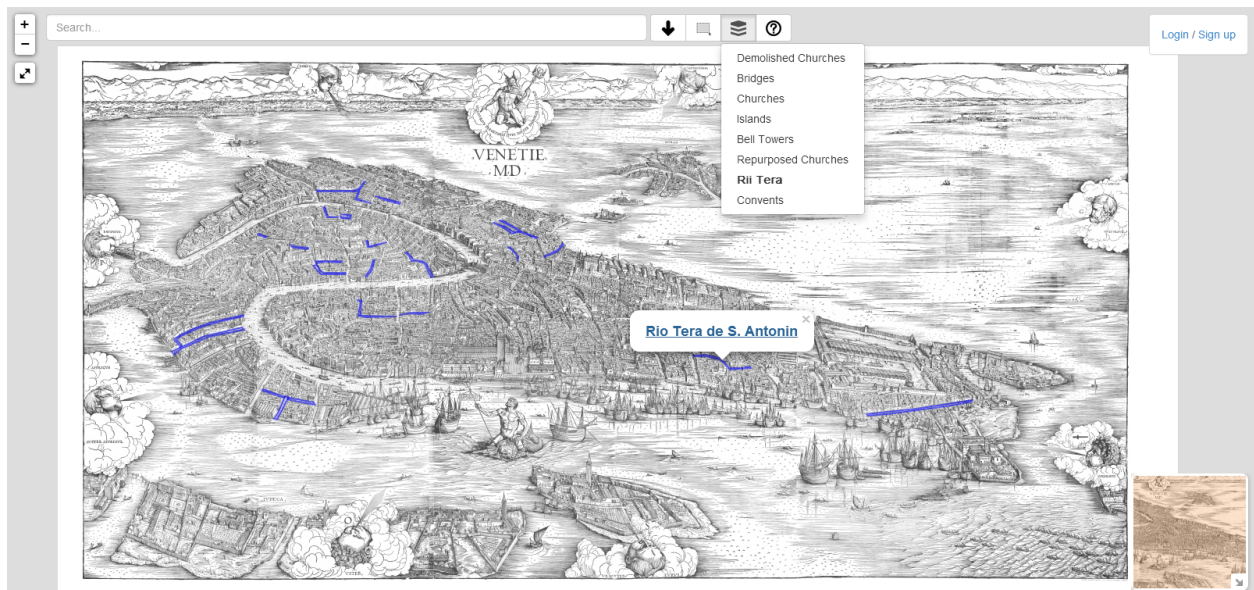 +
Search...
Login / Sign up
−
Demolished Churches
Bridges
Churches
Islands
Bell Towers
Repurposed Churches
Rii Tera
Convents
VENETIE
MD
Rio Tera de S. Antonin
×